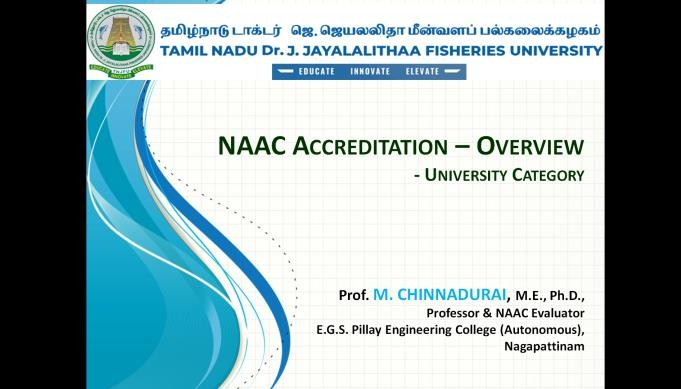 தமிழ்நாடு டாக்டர் ஜெ. ஜெயலலிதா மீன்வளப் பல்கலைக்கழகம்
TAMIL NADU Dr. J. JAYALALITHAA FISHERIES UNIVERSITY
EDUCATE INNOVATE ELEVATE
NAAC ACCREDITATION – OVERVIEW
- UNIVERSITY CATEGORY
Prof. M. CHINNADURAI, M.E., Ph.D.,
Professor & NAAC Evaluator
E.G.S. Pillay Engineering College (Autonomous),
Nagapattinam